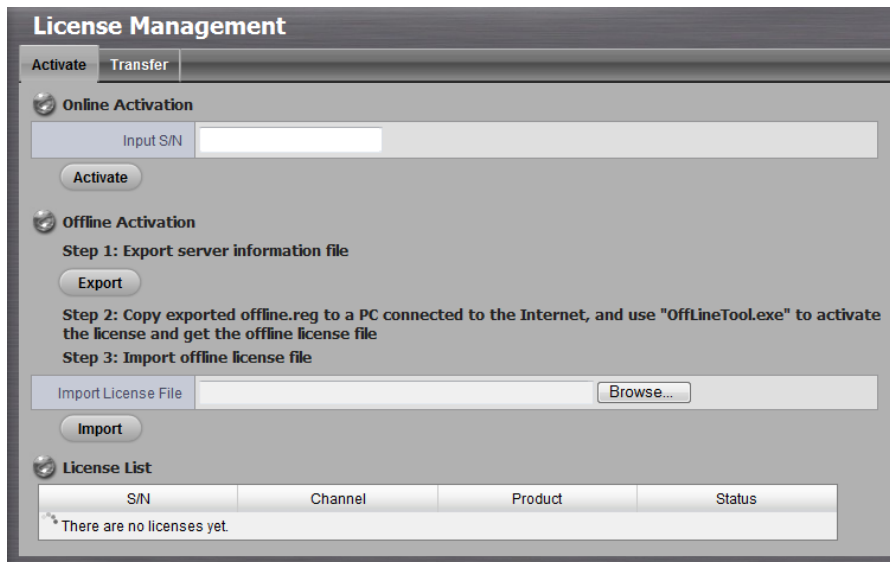 License Management
Activate Transfer
Online Activation
Input S/N
Activate
Offline Activation
Step 1: Export server information file
Export
Step 2: Copy exported offline.reg to a PC connected to the Internet, and use "OffLineTool.exe" to activate
the license and get the offline license file
Step 3: Import offline license file
Import License File Browse...
Import
License List
S/N Channel Product Status
There are no licenses yet.